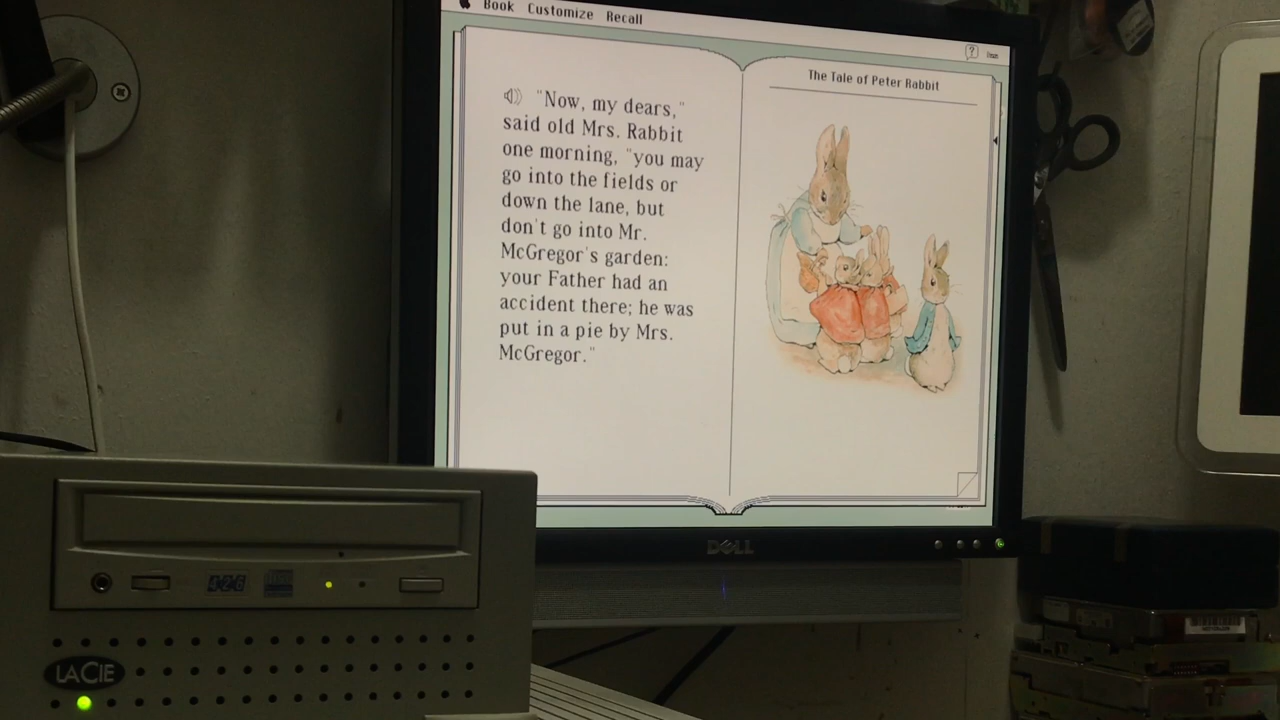 Book Customize Recall
The Tale of Peter Rabbit
"Now, my dears,"
said old Mrs. Rabbit
one morning, "you may
go into the fields or
down the lane, but
don't go into Mr.
McGregor's garden:
your Father had an
accident there; he was
put in a pie by Mrs.
McGregor."
DELL
426
LACIE